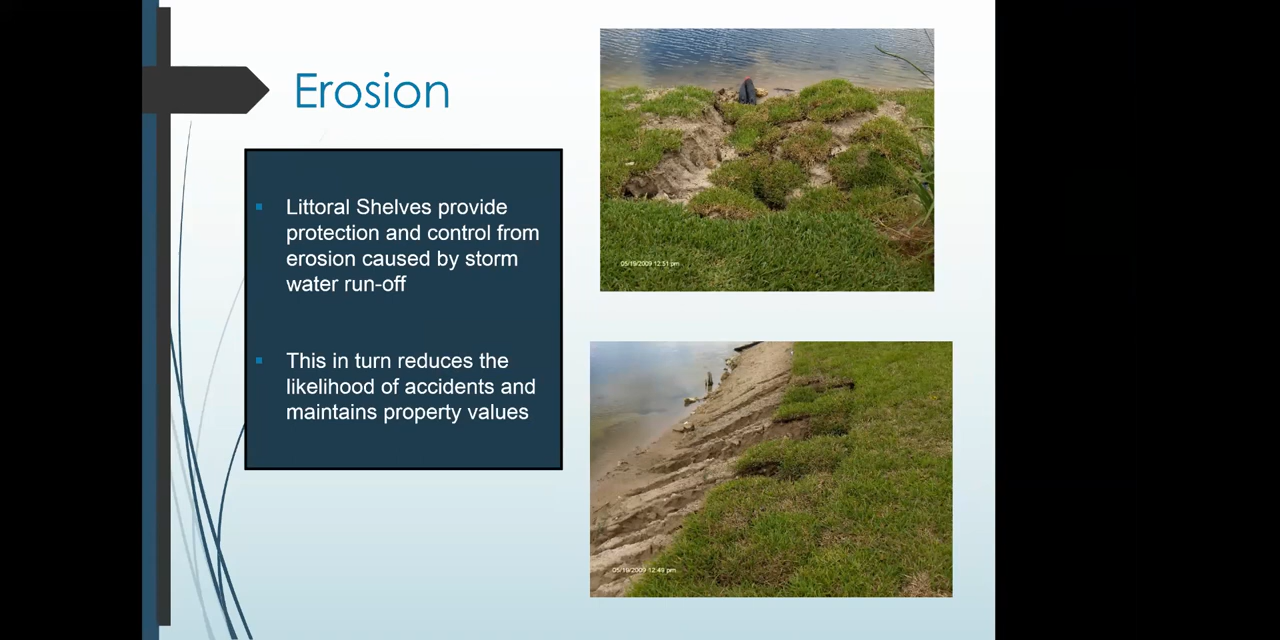 Erosion
Littoral Shelves provide
protection and control from
erosion caused by storm
water run-off
This in turn reduces the
likelihood of accidents and
maintains property values
05/19/2009 12:51 pm
05/19/2009 12:49 pm